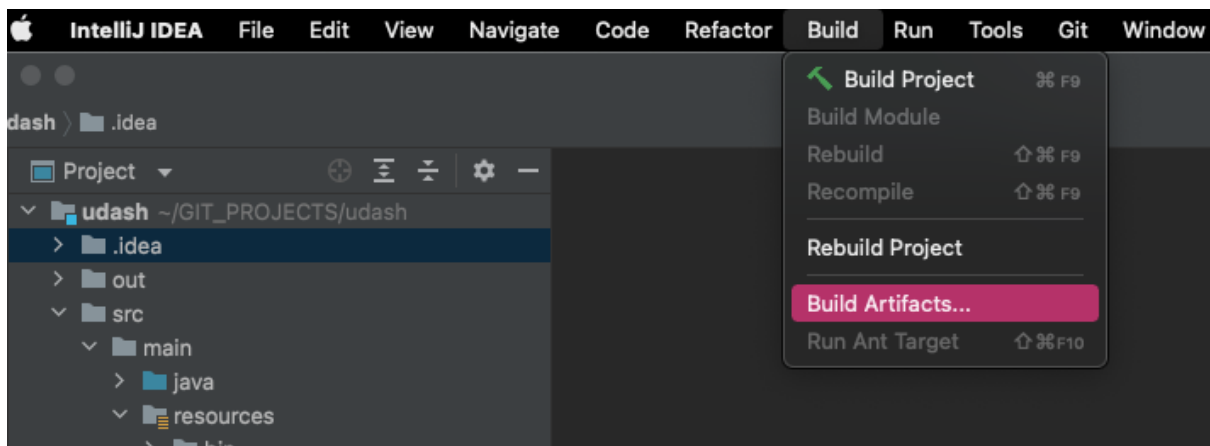 IntelliJ IDEA File Edit View Navigate Code Refactor Build Run Tools Git Window
Build Project ⌘ F9
dash 〉 .idea
Build Module
Rebuild ⇧⌘ F9
Project
Recompile ⇧⌘ F9
udash ~/GIT_PROJECTS/udash
.idea
Rebuild Project
out
src
Build Artifacts...
main
Run Ant Target ⇧⌘F10
java
resources